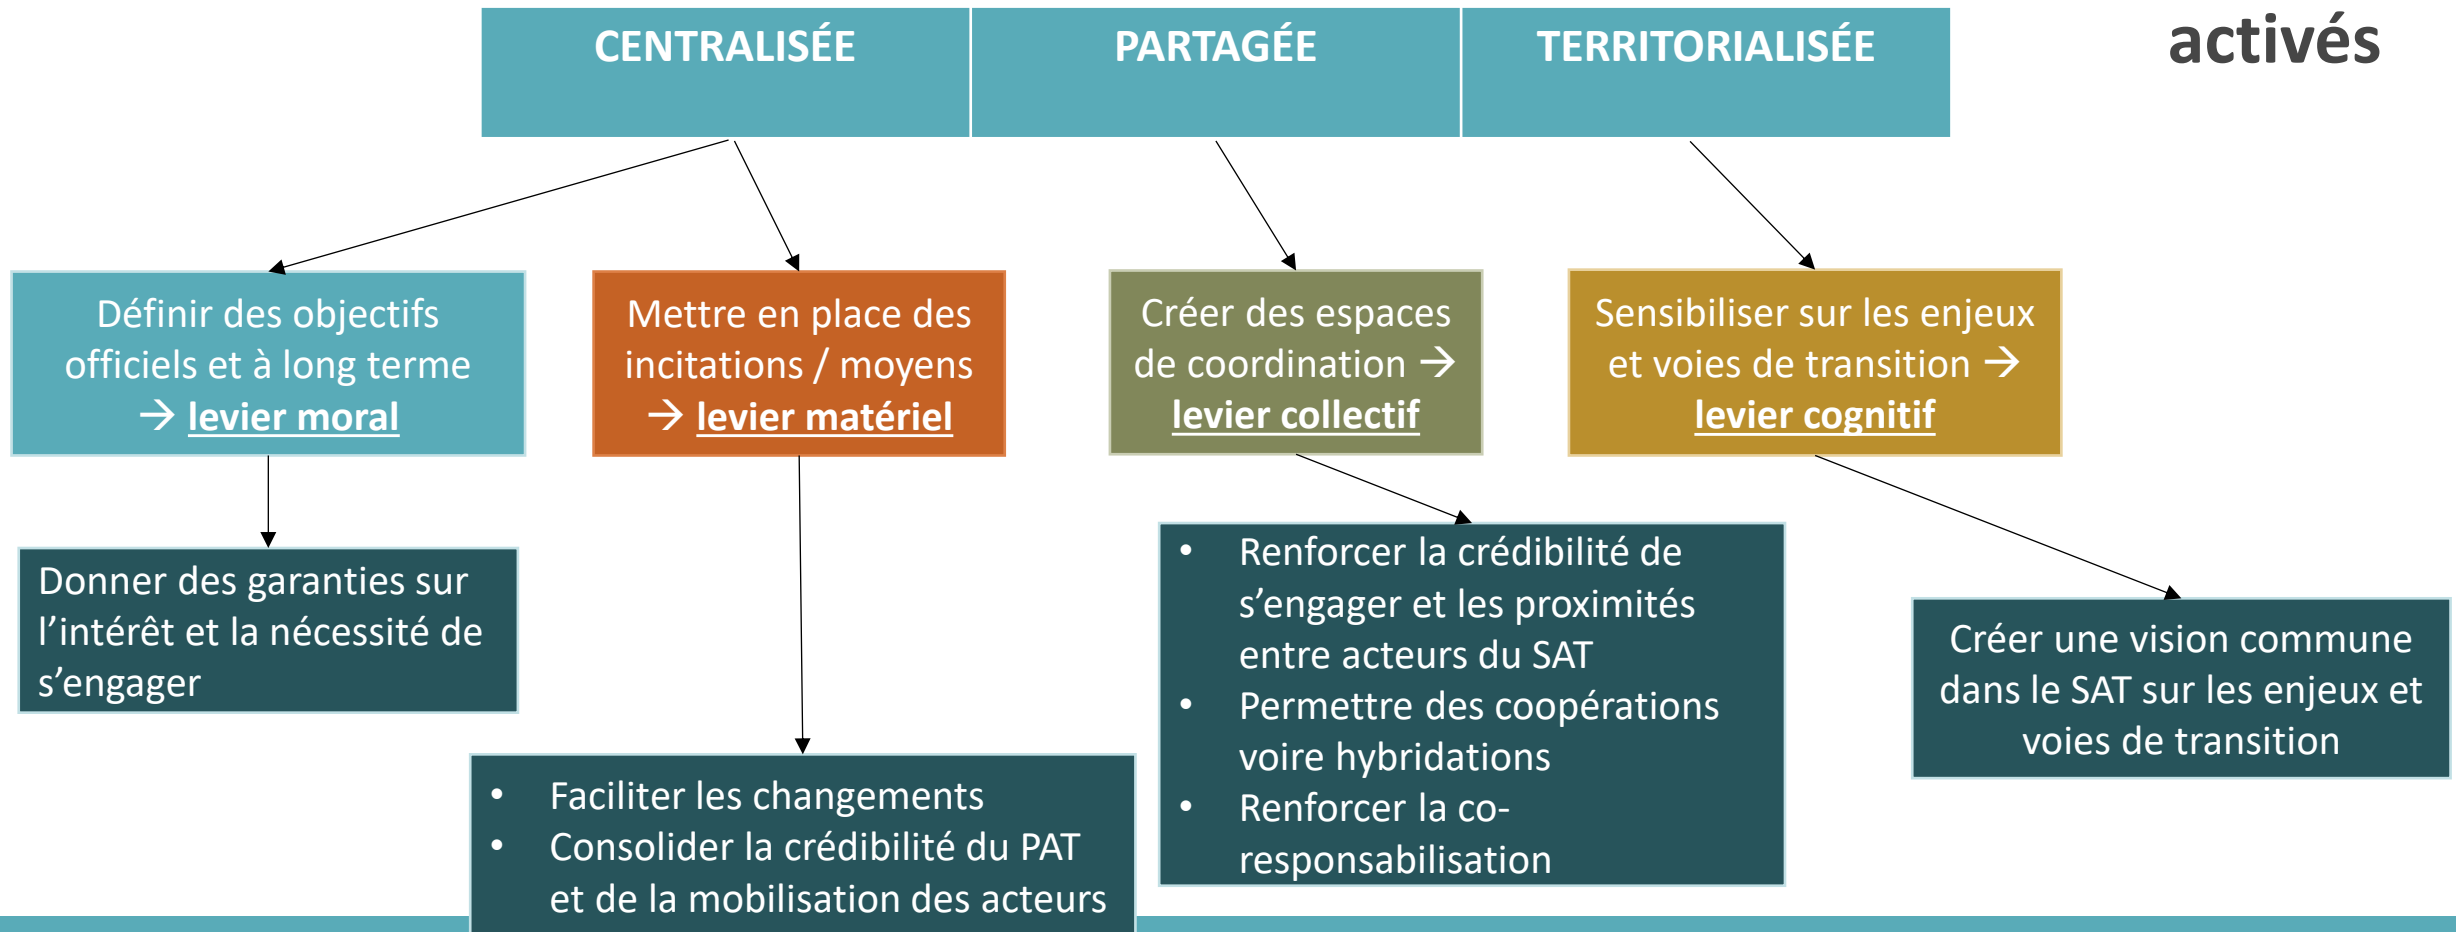 activés
CENTRALISÉE
PARTAGÉE
TERRITORIALISÉE
Définir des objectifs
officiels et à long terme
→ levier moral
Mettre en place des
incitations / moyens
→ levier matériel
Créer des espaces
de coordination →
levier collectif
Sensibiliser sur les enjeux
et voies de transition →
levier cognitif
Donner des garanties sur
l’intérêt et la nécessité de
s’engager
• Faciliter les changements
• Consolider la crédibilité du PAT
et de la mobilisation des acteurs
• Renforcer la crédibilité de
s’engager et les proximités
entre acteurs du SAT
• Permettre des coopérations
voire hybridations
• Renforcer la co-
responsabilisation
Créer une vision commune
dans le SAT sur les enjeux et
voies de transition